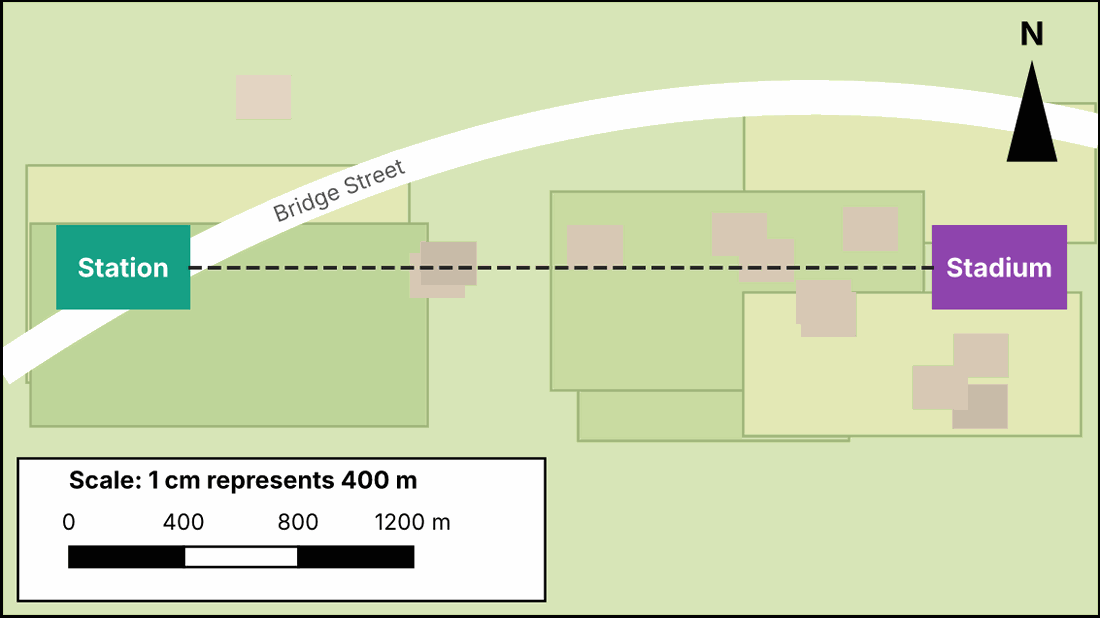 N
Bridge Street
Station
Stadium
Scale: 1 cm represents 400 m
0 400 800 1200 m